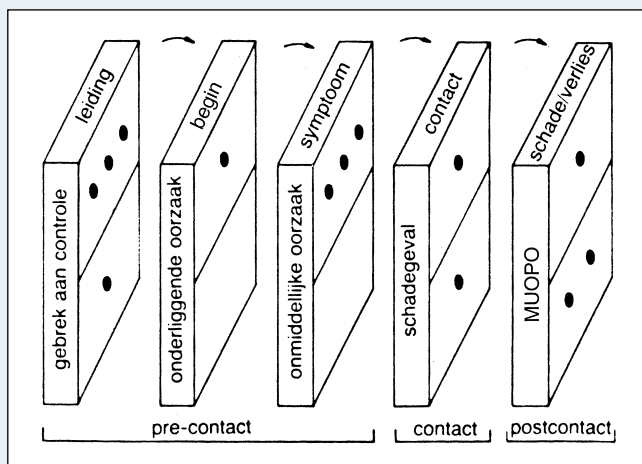 leiding
gebrek aan controle
begin
onderliggende oorzaak
symptoom
onmiddellijke oorzaak
contact
schadegeval
schade/verlies
MUOPO
pre-contact
contact
postcontact